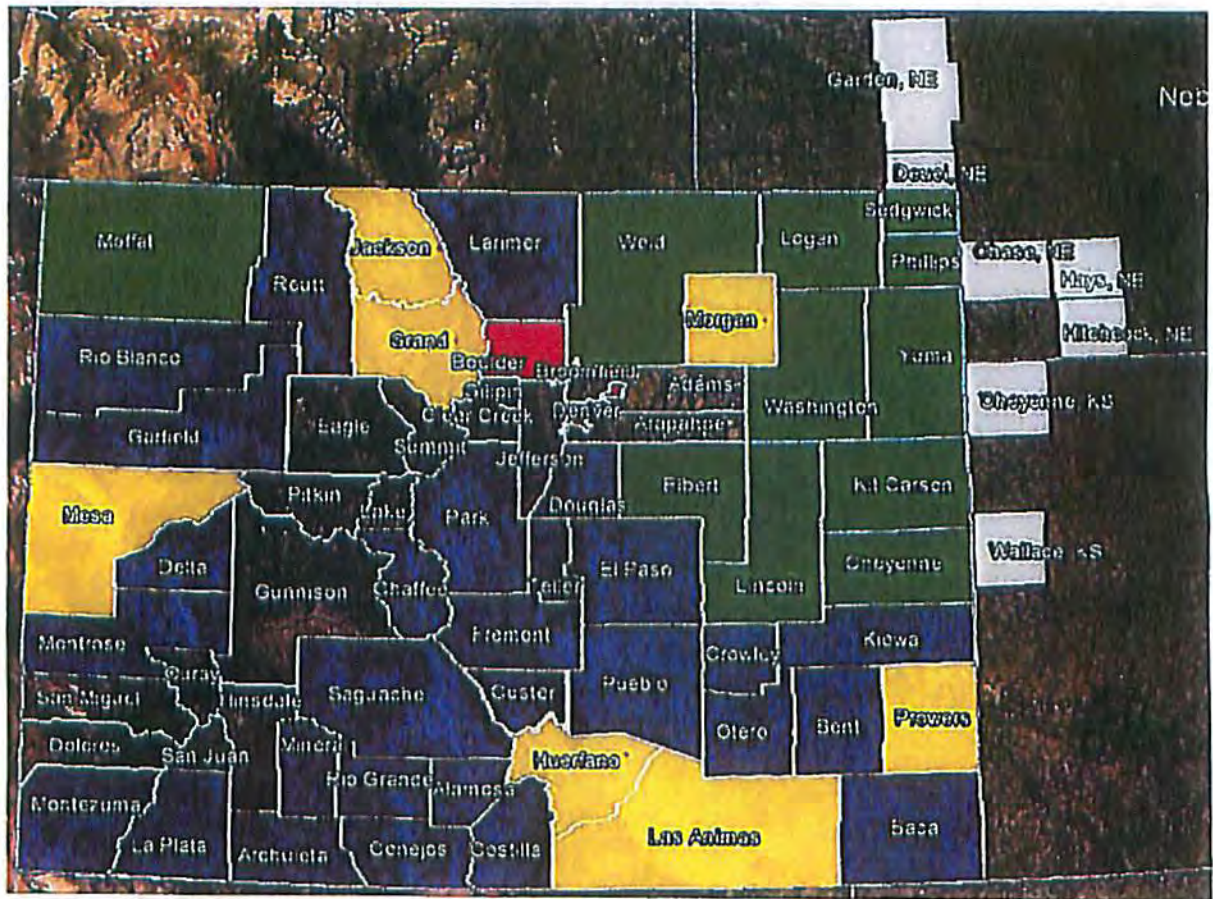 Garden, NE
Neb
Deuel, NE
Sedgwick
Moffat
Jackson
Larimer
Weld
Logan
Phillips
Chase, NE
Hays, NE
Routt
Morgan
Hitchcock, NE
Grand
Rio Blanco
Boulder
Broomfield
Yuma
Gilpin
Adams
Cheyenne, KS
Eagle
Clear Creek
Denver
Washington
Garfield
Summit
Arapahoe
Jefferson
Elbert
Kit Carson
Pitkin
Lake
Park
Douglas
Mesa
Wallace, KS
Delta
Gunnison
Chaffee
Teller
El Paso
Lincoln
Cheyenne
Montrose
Fremont
Kiowa
Ouray
Crowley
San Miguel
Hinsdale
Saguache
Custer
Pueblo
Prowers
Dolores
San Juan
Mineral
Otero
Bent
Huerfano
Rio Grande
Alamosa
Montezuma
La Plata
Archuleta
Conejos
Costilla
Las Animas
Baca